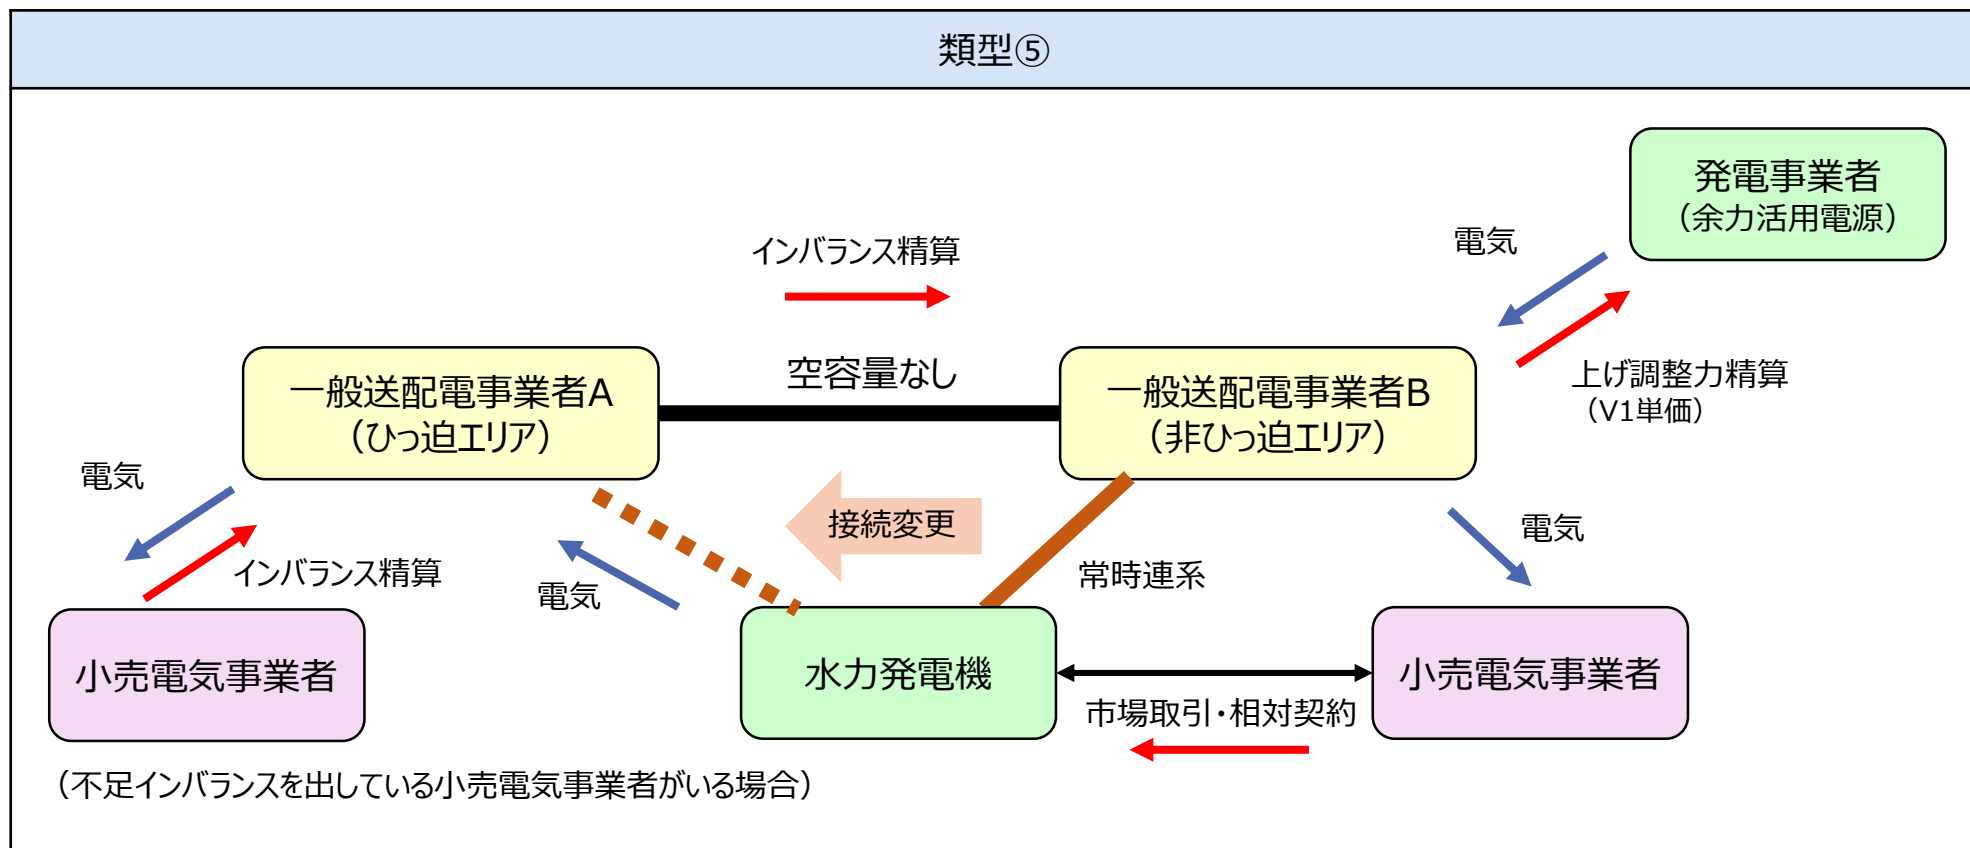 類型⑤
発電事業者
（余力活用電源）
電気
インバランス精算
上げ調整力精算
（V1単価）
空容量なし
一般送配電事業者A
（ひっ迫エリア）
一般送配電事業者B
（非ひっ迫エリア）
電気
インバランス精算
接続変更
電気
常時連系
電気
小売電気事業者
水力発電機
小売電気事業者
市場取引・相対契約
（不足インバランスを出している小売電気事業者がいる場合）